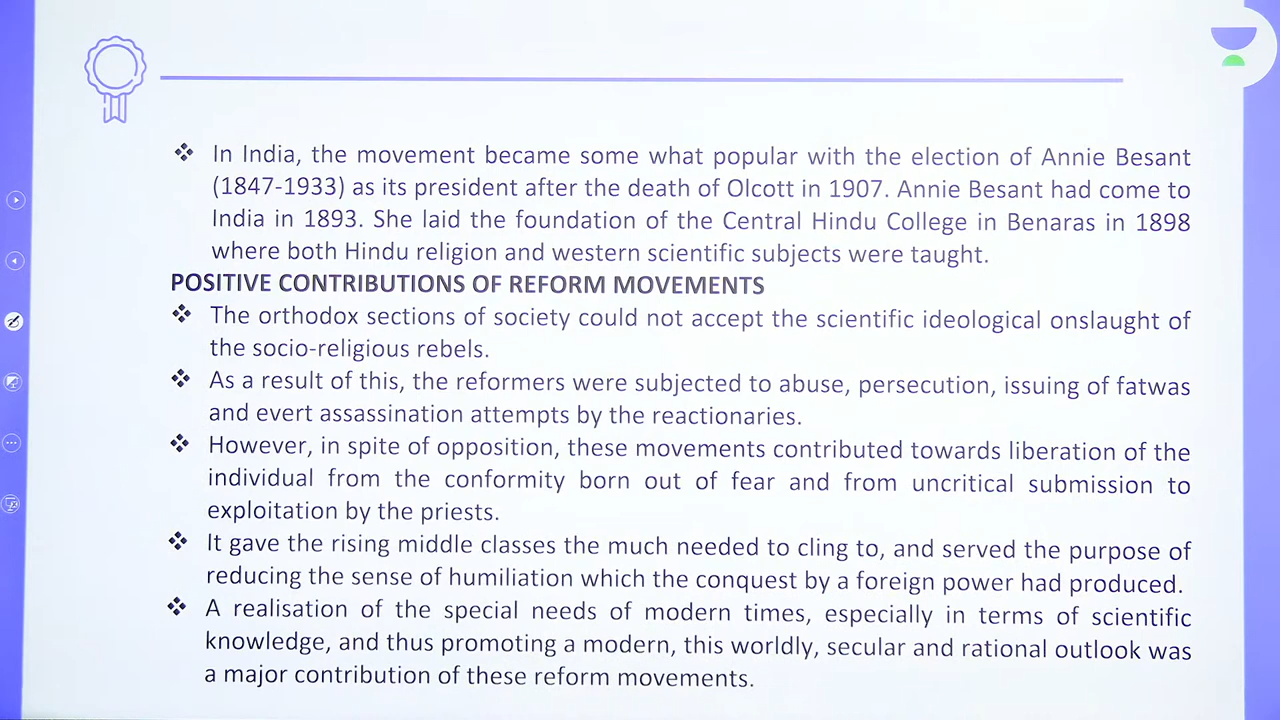 ❖ In India, the movement became some what popular with the election of Annie Besant
(1847-1933) as its president after the death of Olcott in 1907. Annie Besant had come to
India in 1893. She laid the foundation of the Central Hindu College in Benaras in 1898
where both Hindu religion and western scientific subjects were taught.
POSITIVE CONTRIBUTIONS OF REFORM MOVEMENTS
❖ The orthodox sections of society could not accept the scientific ideological onslaught of
the socio-religious rebels.
❖ As a result of this, the reformers were subjected to abuse, persecution, issuing of fatwas
and evert assassination attempts by the reactionaries.
❖ However, in spite of opposition, these movements contributed towards liberation of the
individual from the conformity born out of fear and from uncritical submission to
exploitation by the priests.
❖ It gave the rising middle classes the much needed to cling to, and served the purpose of
reducing the sense of humiliation which the conquest by a foreign power had produced.
❖ A realisation of the special needs of modern times, especially in terms of scientific
knowledge, and thus promoting a modern, this worldly, secular and rational outlook was
a major contribution of these reform movements.